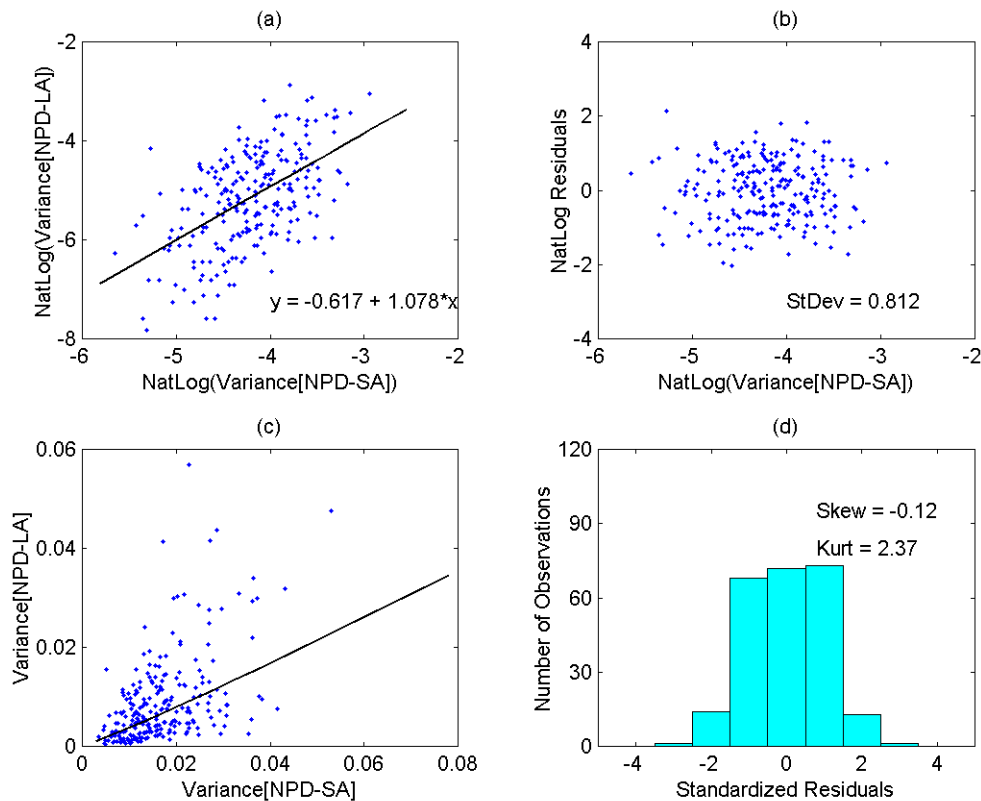 (a)
-2
-4
-6
-8
-6
-5
-4
-3
-2
NatLog(Variance[NPD-LA])
NatLog(Variance[NPD-SA])
y = -0.617 + 1.078*x
(b)
4
2
0
-2
-4
-6
-5
-4
-3
-2
NatLog Residuals
NatLog(Variance[NPD-SA])
StDev = 0.812
(c)
0.06
0.04
0.02
0
0
0.02
0.04
0.06
0.08
Variance[NPD-LA]
Variance[NPD-SA]
(d)
120
90
60
30
0
-4
-2
0
2
4
Number of Observations
Standardized Residuals
Skew = -0.12
Kurt = 2.37